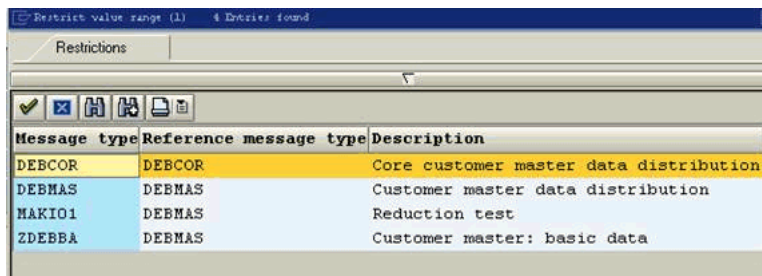 Restrict value range (1) 4 Entries found
Restrictions
Message type Reference message type Description
DEBCOR DEBCOR Core customer master data distribution
DEBMAS DEBMAS Customer master data distribution
MAKIO1 DEBMAS Reduction test
ZDEBBA DEBMAS Customer master: basic data